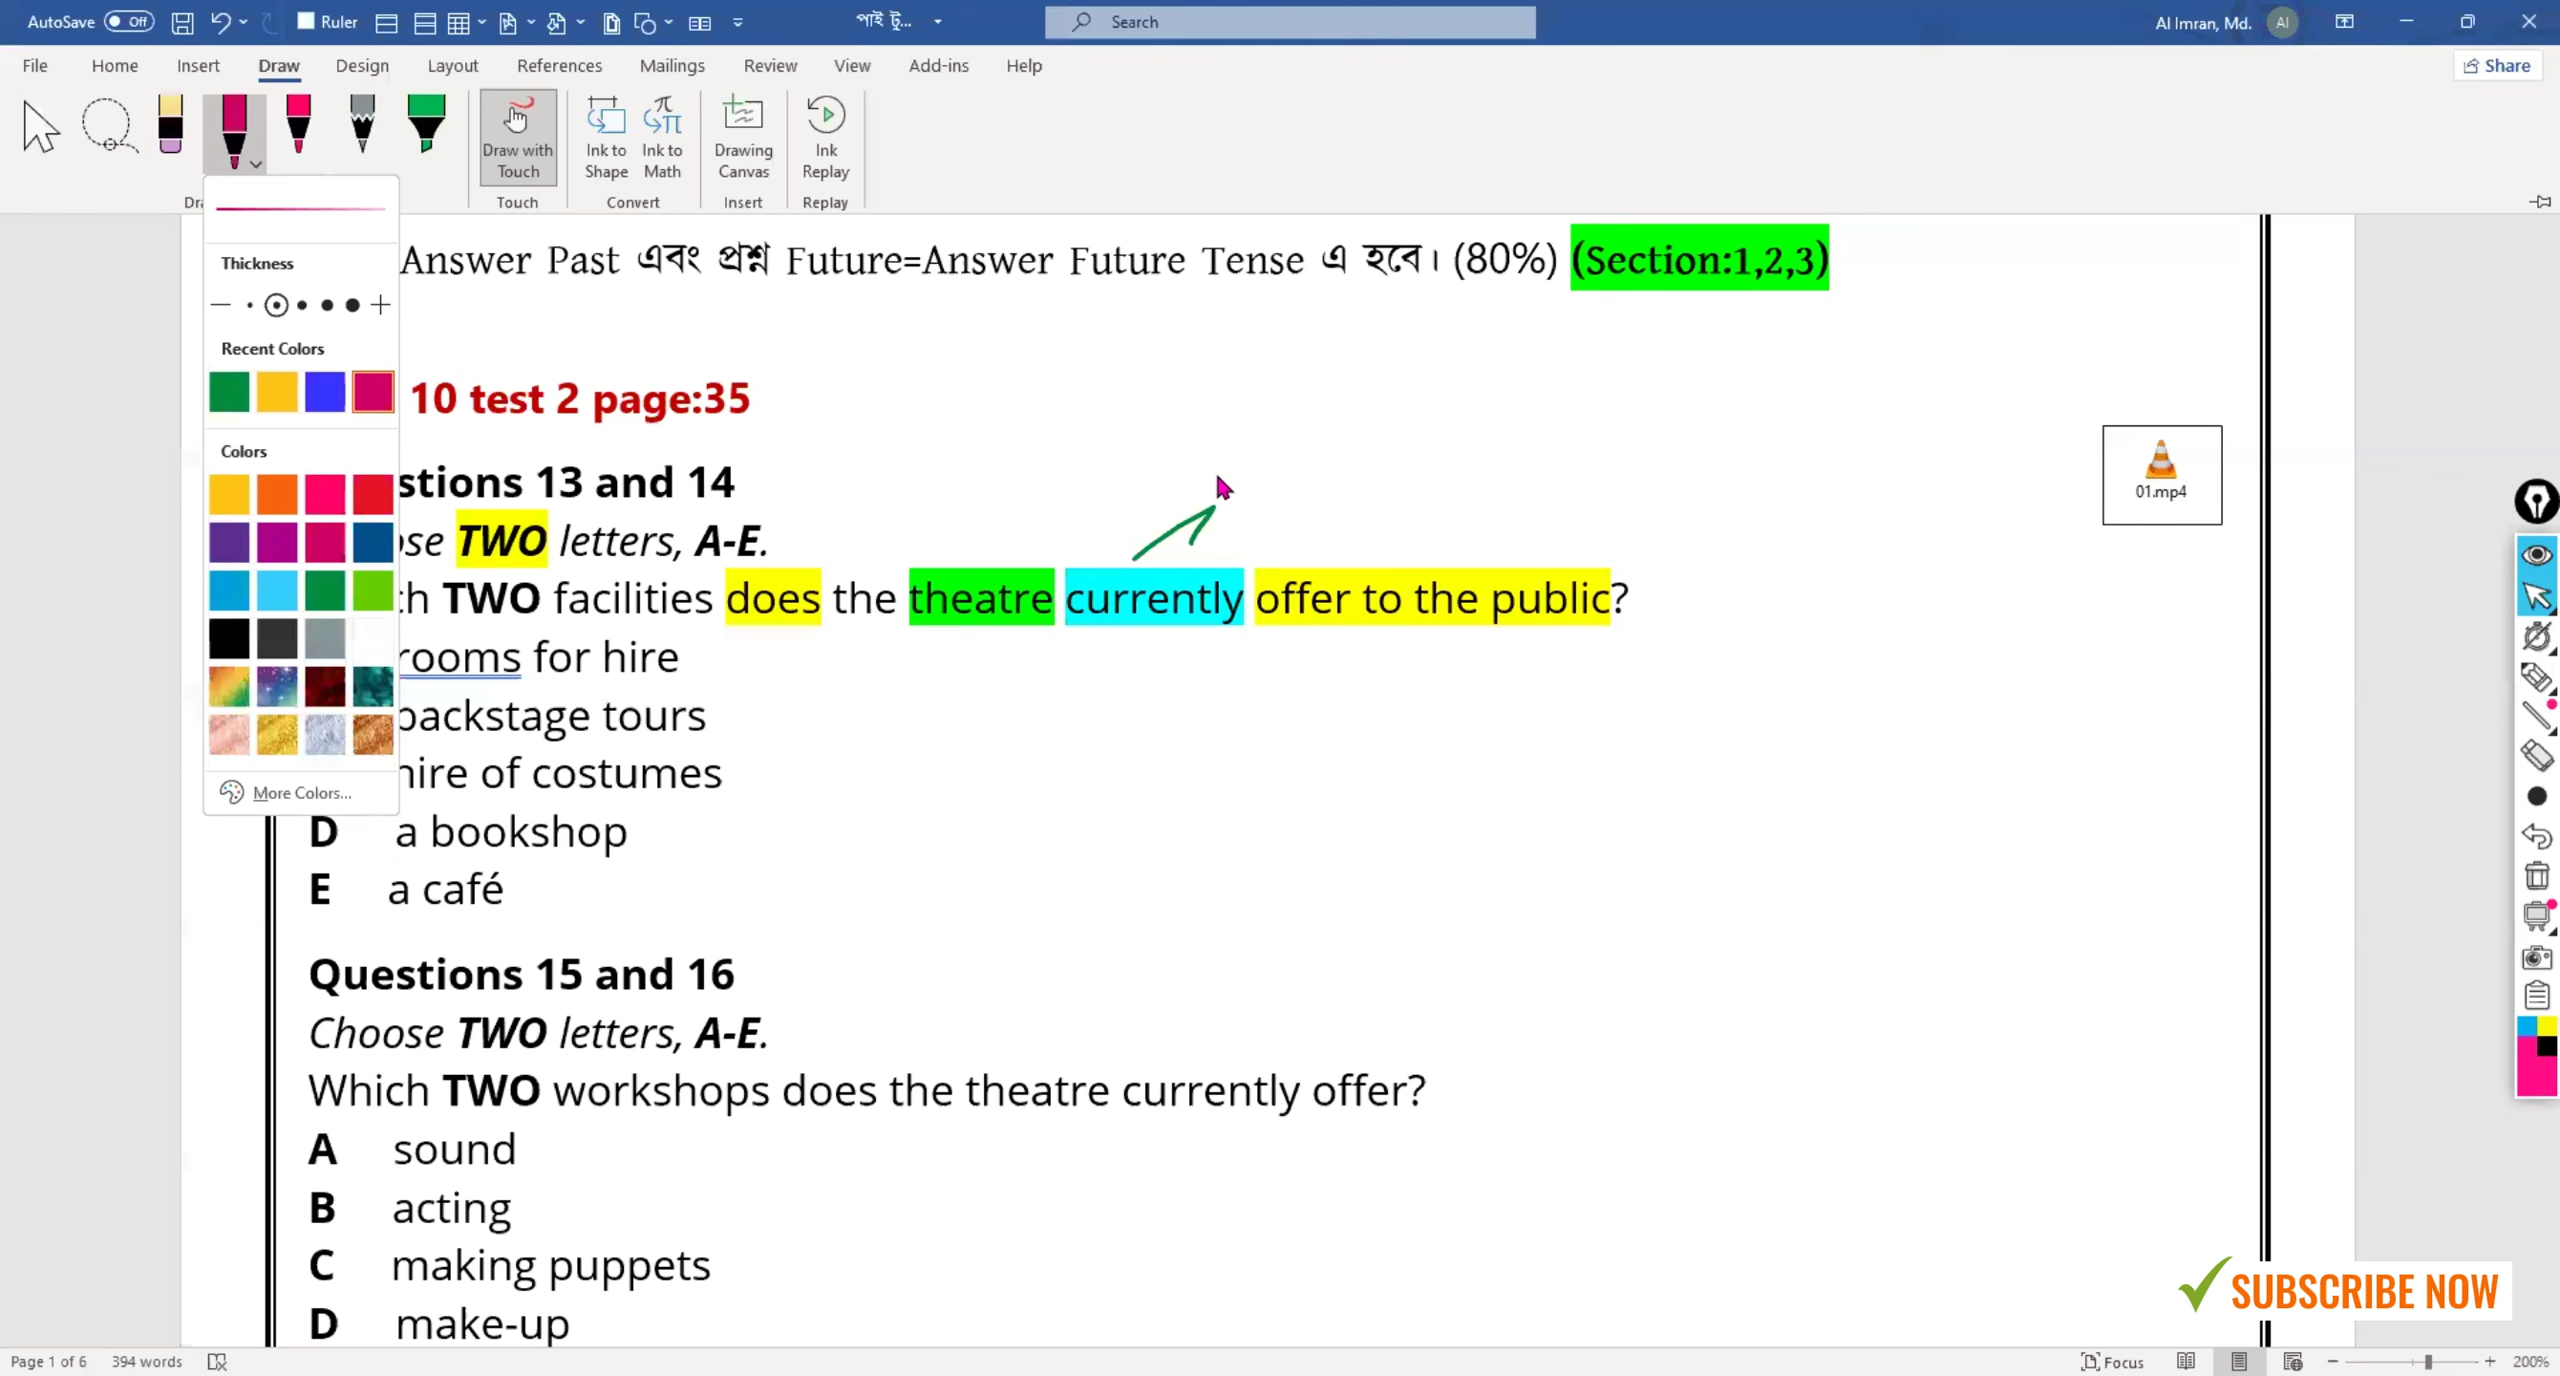 AutoSave Off Ruler পাই টু... Search Al Imran, Md. AI
File Home Insert Draw Design Layout References Mailings Review View Add-ins Help Share
Draw with Touch Ink to Shape Ink to Math Drawing Canvas Ink Replay
Touch Convert Insert Replay
Thickness
Recent Colors
Colors
More Colors...
Answer Past এবং প্রশ্ন Future=Answer Future Tense এ হবে। (80%) (Section:1,2,3)
10 test 2 page:35
stions 13 and 14
01.mp4
ose TWO letters, A-E.
ch TWO facilities does the theatre currently offer to the public?
rooms for hire
backstage tours
hire of costumes
D a bookshop
E a café
Questions 15 and 16
Choose TWO letters, A-E.
Which TWO workshops does the theatre currently offer?
A sound
B acting
C making puppets
D make-up
SUBSCRIBE NOW
Page 1 of 6 394 words Focus 200%